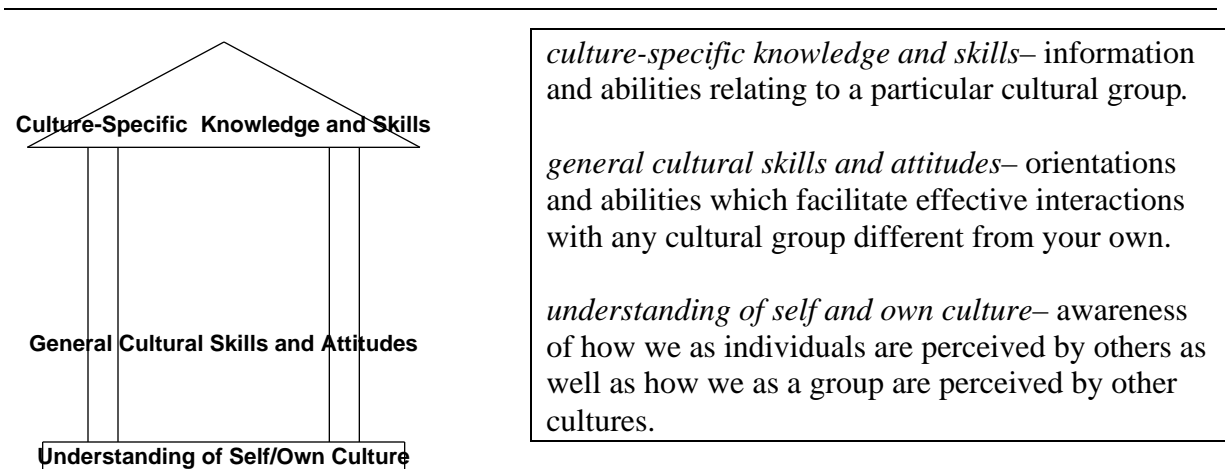 Culture-Specific  Knowledge and Skills
General Cultural Skills and Attitudes
Understanding of Self/Own Culture
culture-specific knowledge and skills– information
and abilities relating to a particular cultural group.
general cultural skills and attitudes– orientations
and abilities which facilitate effective interactions
with any cultural group different from your own.
understanding of self and own culture– awareness
of how we as individuals are perceived by others as
well as how we as a group are perceived by other
cultures.